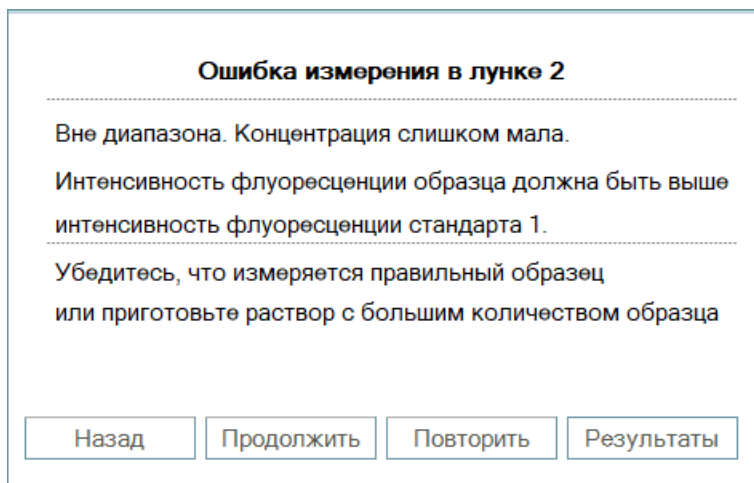 Ошибка измерения в лунке 2
Вне диапазона. Концентрация слишком мала.
Интенсивность флуоресценции образца должна быть выше
интенсивность флуоресценции стандарта 1.
Убедитесь, что измеряется правильный образец
или приготовьте раствор с большим количеством образца
Назад
Продолжить
Повторить
Результаты